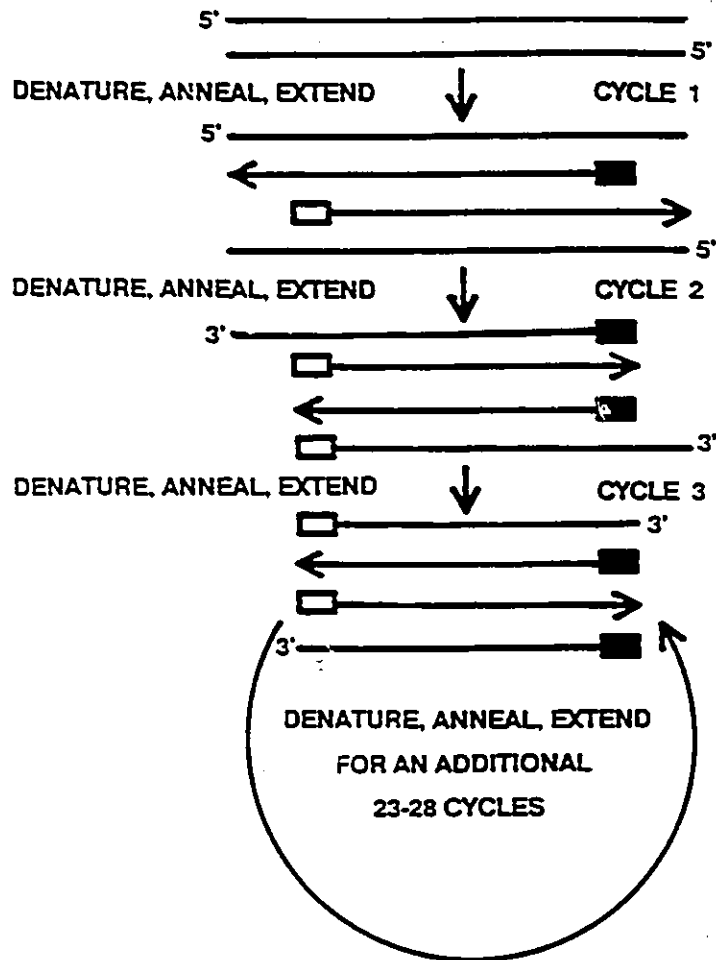 5'
5'
DENATURE, ANNEAL, EXTEND CYCLE 1
5'
5'
DENATURE, ANNEAL, EXTEND CYCLE 2
3'
3'
DENATURE, ANNEAL, EXTEND CYCLE 3
3'
3'
DENATURE, ANNEAL, EXTEND
FOR AN ADDITIONAL
23-28 CYCLES